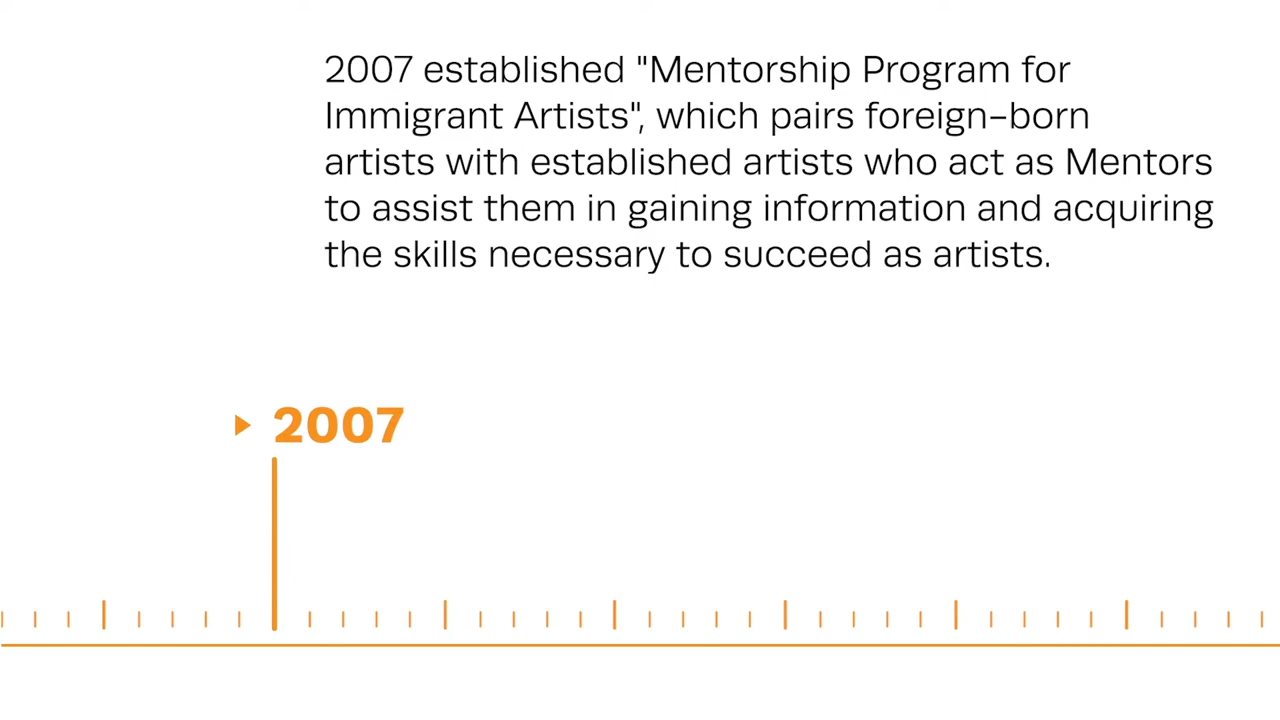 2007 established "Mentorship Program for
Immigrant Artists", which pairs foreign-born
artists with established artists who act as Mentors
to assist them in gaining information and acquiring
the skills necessary to succeed as artists.
2007